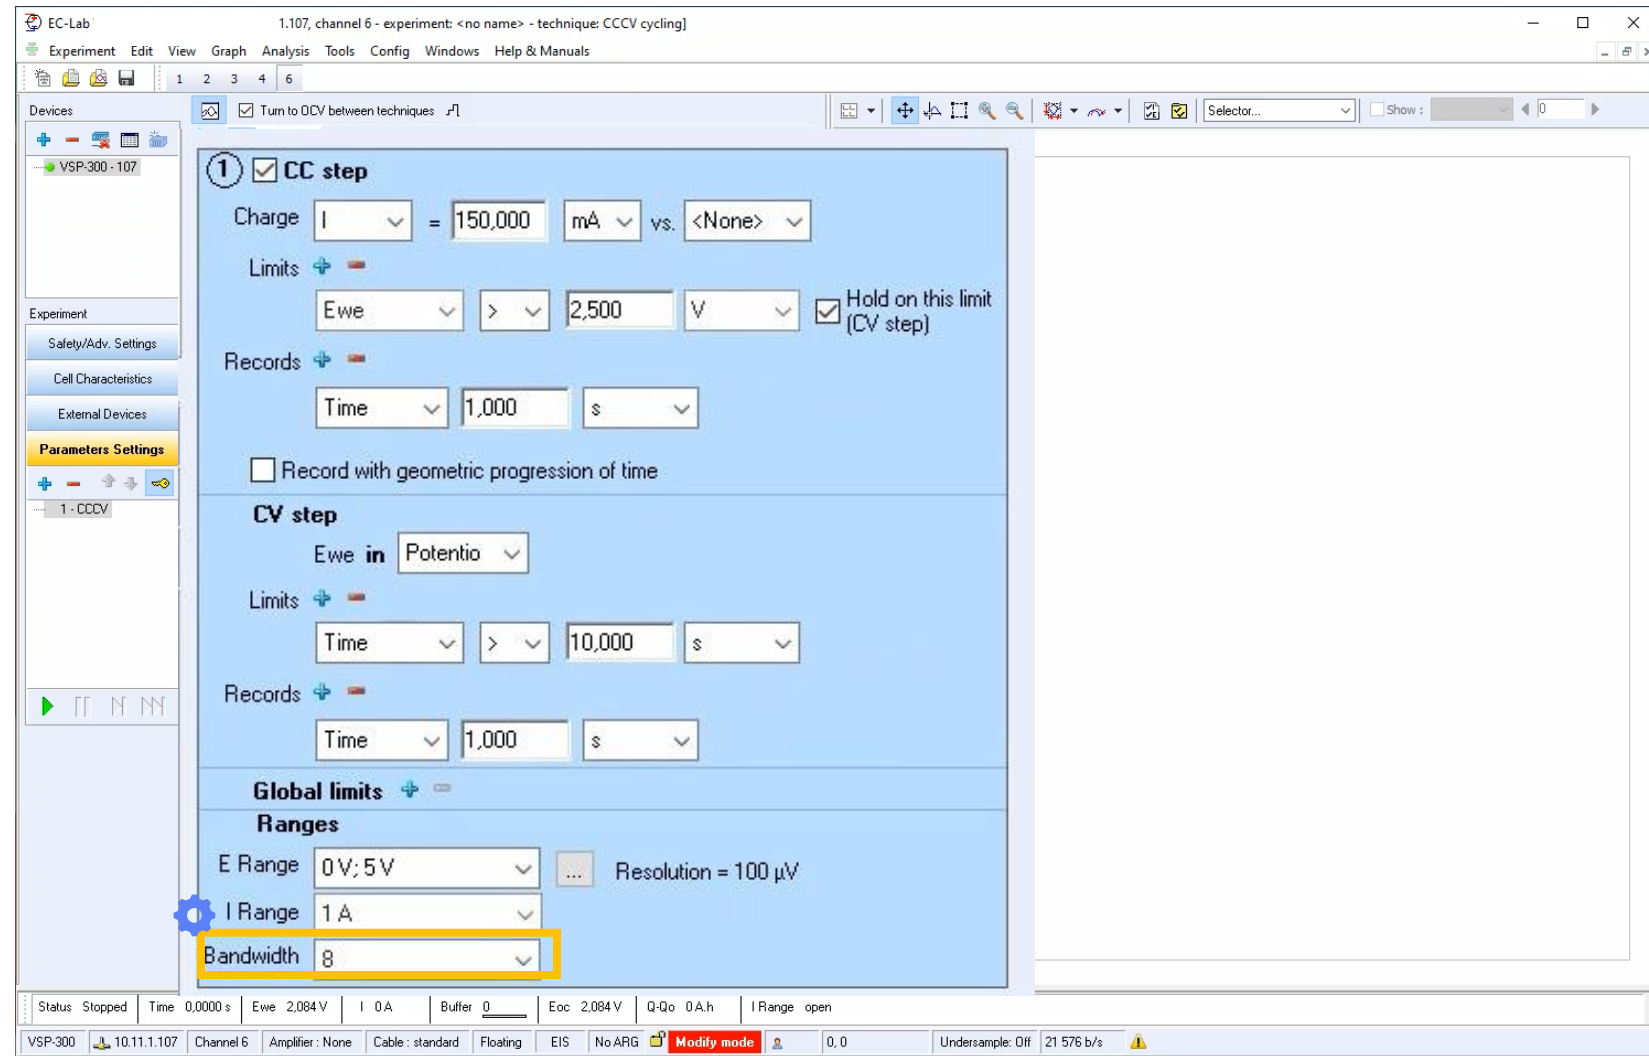 EC-Lab 1.107, channel 6 - experiment: <no name> - technique: CCCV cycling]
Experiment Edit View Graph Analysis Tools Config Windows Help & Manuals
1 2 3 4 6
Devices
Turn to OCV between techniques
Selector...
Show :
0
VSP-300 - 107
Experiment
Safety/Adv. Settings
Cell Characteristics
External Devices
Parameters Settings
1 - CCCV
1 CC step
Charge I = 150,000 mA vs. <None>
Limits
Ewe > 2,500 V Hold on this limit
(CV step)
Records
Time 1,000 s
Record with geometric progression of time
CV step
Ewe in Potentio
Limits
Time > 10,000 s
Records
Time 1,000 s
Global limits
Ranges
E Range 0 V; 5 V ... Resolution = 100 µV
I Range 1 A
Bandwidth 8
Status Stopped Time 0,0000 s Ewe 2,084 V I 0 A Buffer 0 Eoc 2,084 V Q-Qo 0 A.h I Range open
VSP-300 10.11.1.107 Channel 6 Amplifier : None Cable : standard Floating EIS No ARG Modify mode 0, 0 Undersample: Off 21 576 b/s